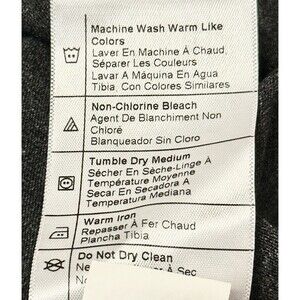 Machine Wash Warm Like
Colors
Laver En Machine À Chaud,
Séparer Les Couleurs
Lavar A Máquina En Agua
Tibia, Con Colores Similares
Non-Chlorine Bleach
Agent De Blanchiment Non
Chloré
Blanqueador Sin Cloro
Tumble Dry Medium
Sécher En Sèche-Linge À
Température Moyenne
Secar En Secadora A
Temperatura Mediana
Warm Iron
Repasser À Fer Chaud
Plancha Tibia
Do Not Dry Clean
À Sec